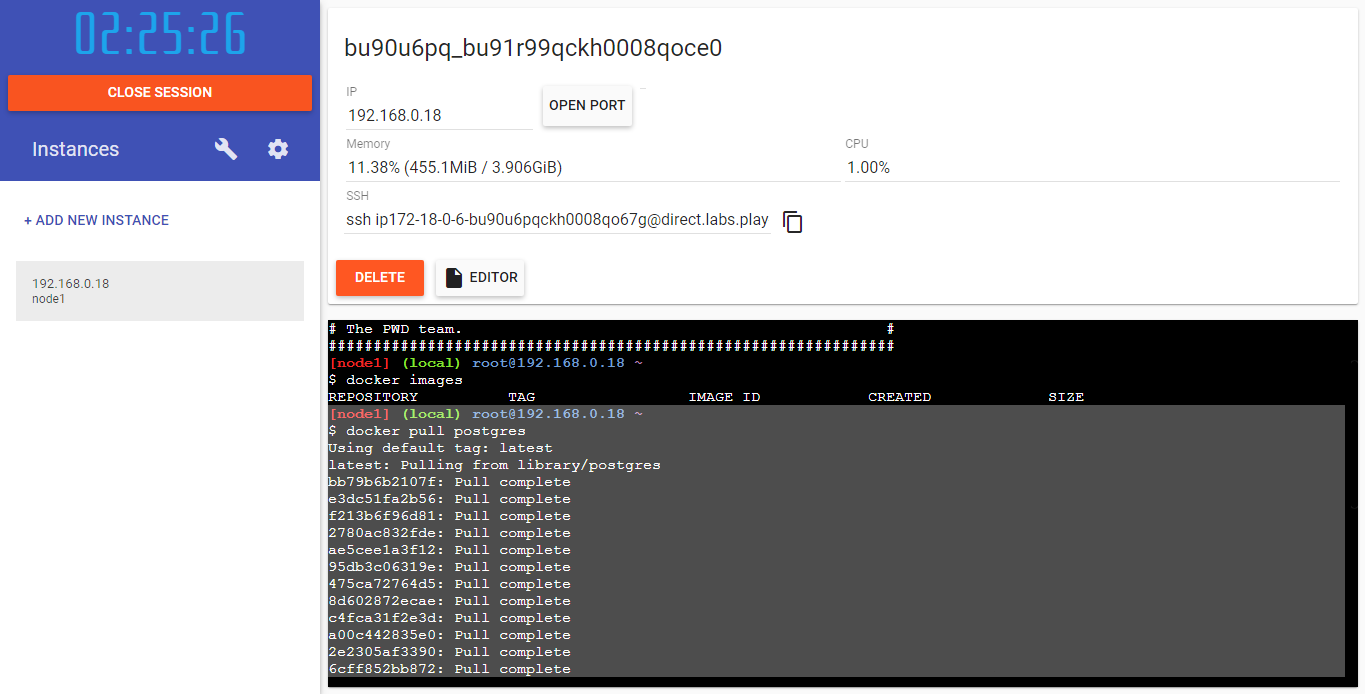 02:25:26
CLOSE SESSION
Instances
+ ADD NEW INSTANCE
192.168.0.18
node1
bu90u6pq_bu91r99qckh0008qoce0
IP
192.168.0.18
OPEN PORT
Memory
11.38% (455.1MiB / 3.906GiB)
CPU
1.00%
SSH
ssh ip172-18-0-6-bu90u6pqckh0008qo67g@direct.labs.play
DELETE
EDITOR
# The PWD team. #
###############################################################
[node1] (local) root@192.168.0.18 ~
$ docker images
REPOSITORY TAG IMAGE ID CREATED SIZE
[node1] (local) root@192.168.0.18 ~
$ docker pull postgres
Using default tag: latest
latest: Pulling from library/postgres
bb79b6b2107f: Pull complete
e3dc51fa2b56: Pull complete
f213b6f96d81: Pull complete
2780ac832fde: Pull complete
ae5cee1a3f12: Pull complete
95db3c06319e: Pull complete
475ca72764d5: Pull complete
8d602872ecae: Pull complete
c4fca31f2e3d: Pull complete
a00c442835e0: Pull complete
2e2305af3390: Pull complete
6cff852bb872: Pull complete